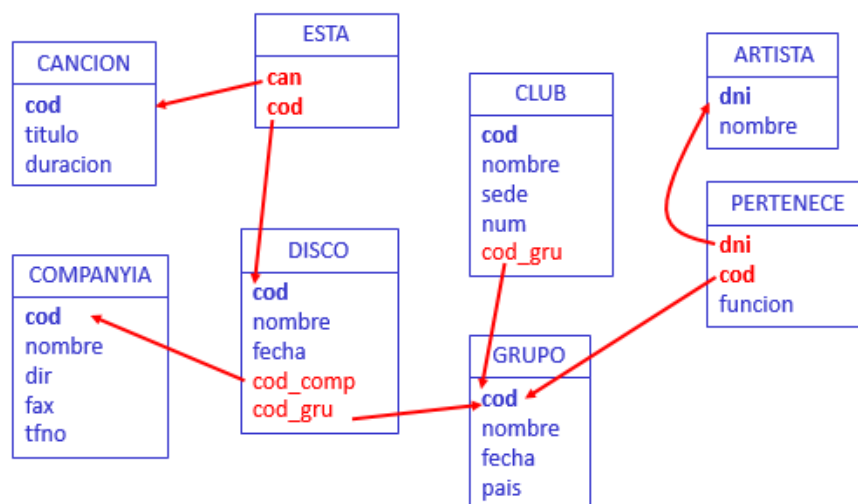 CANCION
cod
titulo
duracion
ESTA
can
cod
CLUB
cod
nombre
sede
num
cod_gru
ARTISTA
dni
nombre
PERTENECE
dni
cod
funcion
COMPANYIA
cod
nombre
dir
fax
tfno
DISCO
cod
nombre
fecha
cod_comp
cod_gru
GRUPO
cod
nombre
fecha
pais